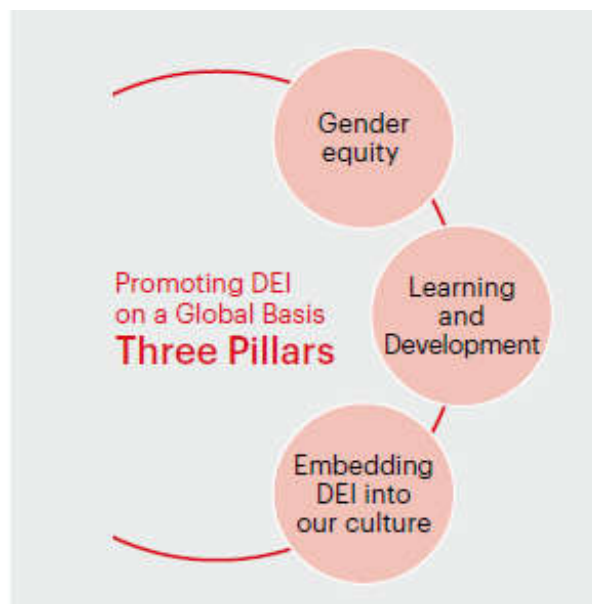 Gender
equity
Promoting DEI
on a Global Basis
Three Pillars
Learning
and
Development
Embedding
DEI into
our culture